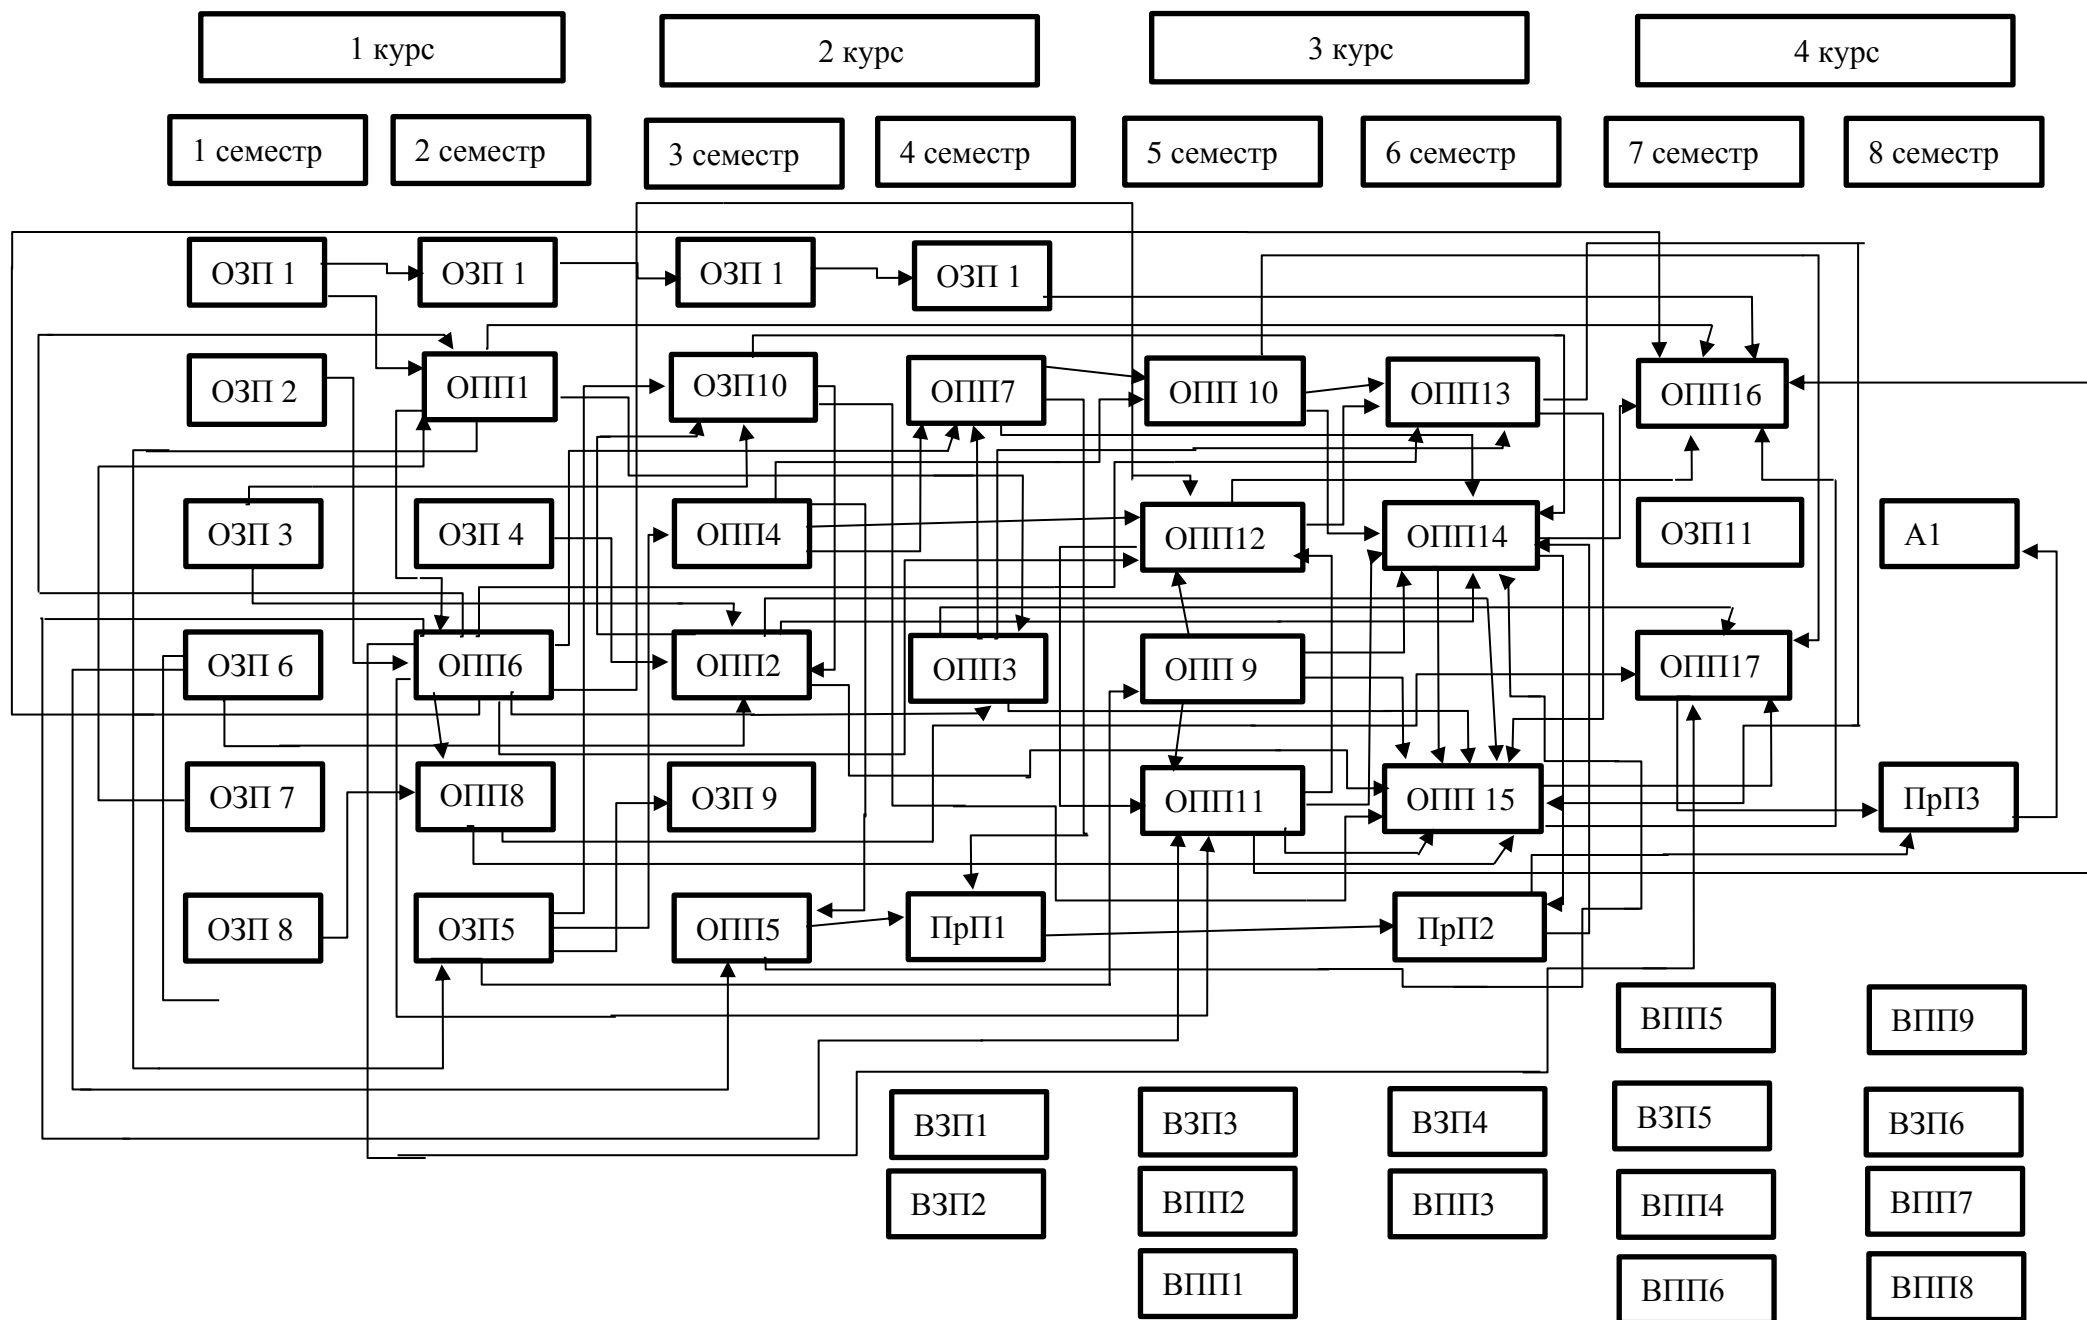 1 курс
2 курс
3 курс
4 курс
1 семестр
2 семестр
3 семестр
4 семестр
5 семестр
6 семестр
7 семестр
8 семестр
ОЗП 1
ОЗП 1
ОЗП 1
ОЗП 1
ОЗП 2
ОПП1
ОЗП10
ОПП7
ОПП 10
ОПП13
ОПП16
ОЗП 3
ОЗП 4
ОПП4
ОПП12
ОПП14
ОЗП11
А1
ОЗП 6
ОПП6
ОПП2
ОПП3
ОПП 9
ОПП17
ОЗП 7
ОПП8
ОЗП 9
ОПП11
ОПП 15
ПрП3
ОЗП 8
ОЗП5
ОПП5
ПрП1
ПрП2
ВПП5
ВПП9
ВЗП1
ВЗП3
ВЗП4
ВЗП5
ВЗП6
ВЗП2
ВПП2
ВПП3
ВПП4
ВПП7
ВПП1
ВПП6
ВПП8